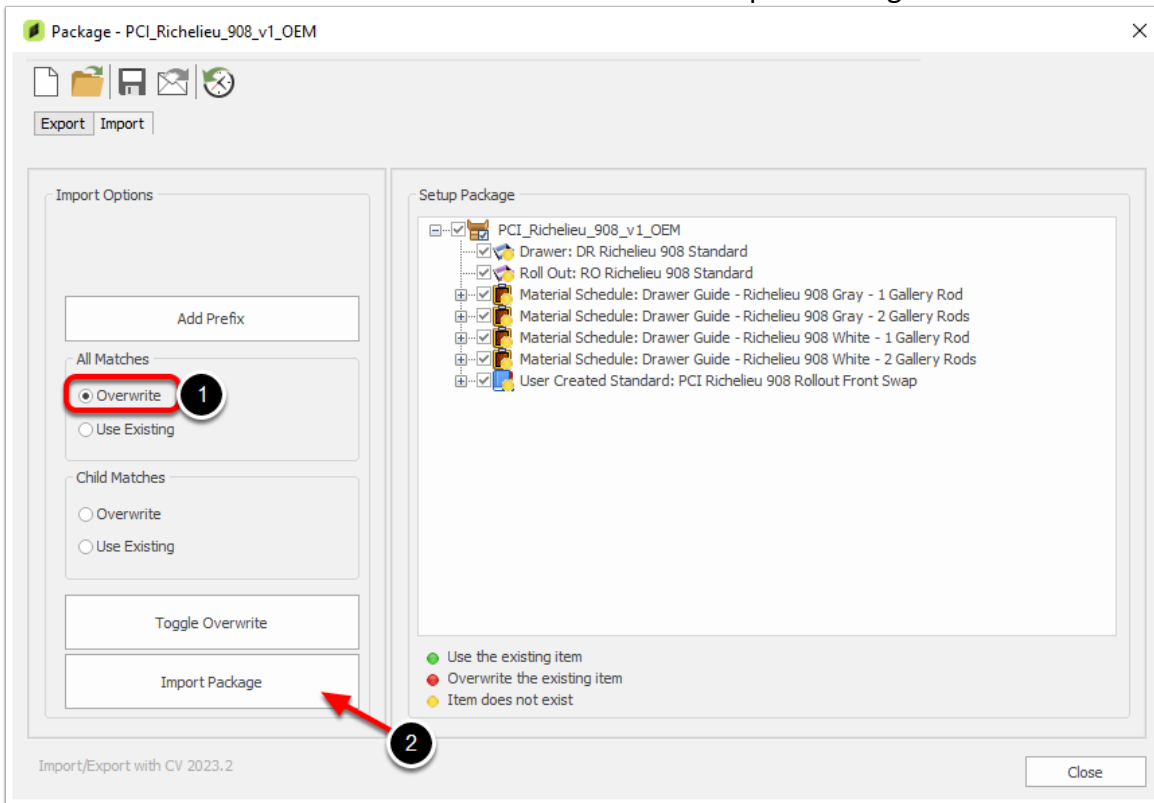 Package - PCI_Richelieu_908_v1_OEM
Export Import
Import Options
Add Prefix
All Matches
Overwrite
1
Use Existing
Child Matches
Overwrite
Use Existing
Toggle Overwrite
Import Package
2
Setup Package
PCI_Richelieu_908_v1_OEM
Drawer: DR Richelieu 908 Standard
Roll Out: RO Richelieu 908 Standard
Material Schedule: Drawer Guide - Richelieu 908 Gray - 1 Gallery Rod
Material Schedule: Drawer Guide - Richelieu 908 Gray - 2 Gallery Rods
Material Schedule: Drawer Guide - Richelieu 908 White - 1 Gallery Rod
Material Schedule: Drawer Guide - Richelieu 908 White - 2 Gallery Rods
User Created Standard: PCI Richelieu 908 Rollout Front Swap
Use the existing item
Overwrite the existing item
Item does not exist
Import/Export with CV 2023.2
Close